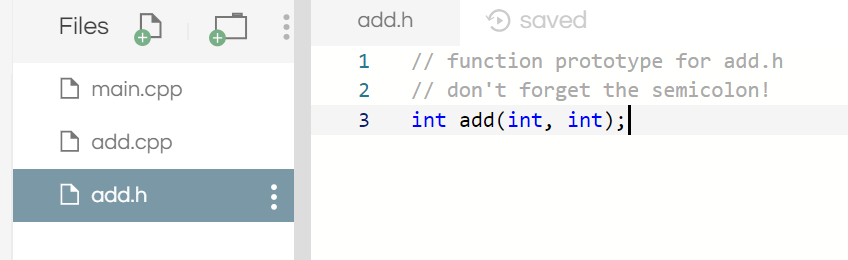 Files
main.cpp
add.cpp
add.h
add.h saved
1 // function prototype for add.h
2 // don't forget the semicolon!
3 int add(int, int);